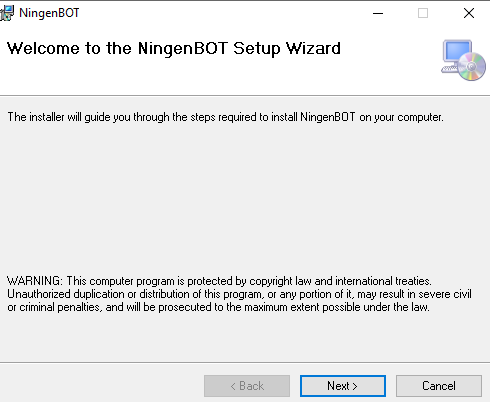 NingenBOT
Welcome to the NingenBOT Setup Wizard
The installer will guide you through the steps required to install NingenBOT on your computer.
WARNING: This computer program is protected by copyright law and international treaties.
Unauthorized duplication or distribution of this program, or any portion of it, may result in severe civil
or criminal penalties, and will be prosecuted to the maximum extent possible under the law.
< Back
Next >
Cancel